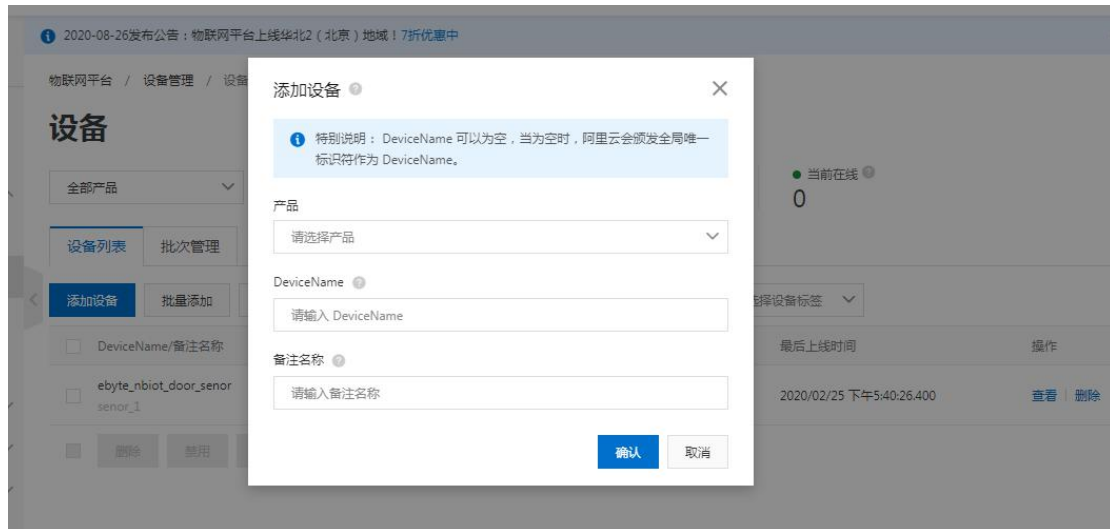 2020-08-26发布公告：物联网平台上线华北2（北京）地域！7折优惠中
物联网平台 / 设备管理 / 设备
设备
全部产品
当前在线
0
设备列表 批次管理
添加设备 批量添加
择设备标签
DeviceName/备注名称 最后上线时间 操作
ebyte_nbiot_door_senor 2020/02/25 下午5:40:26.400 查看 删除
senor_1
删除 禁用
添加设备
特别说明： DeviceName 可以为空，当为空时，阿里云会颁发全局唯一
标识符作为 DeviceName。
产品
请选择产品
DeviceName
请输入 DeviceName
备注名称
请输入备注名称
确认 取消